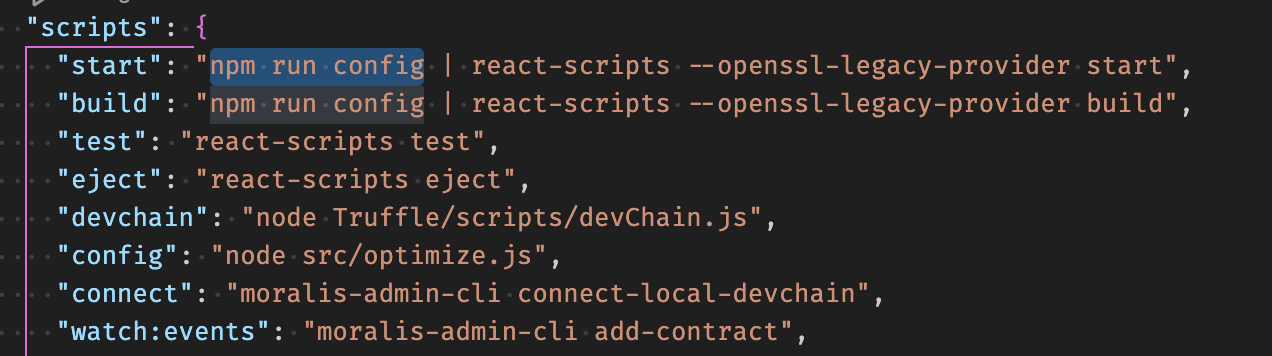 "scripts": {
"start": "npm run config | react-scripts --openssl-legacy-provider start",
"build": "npm run config | react-scripts --openssl-legacy-provider build",
"test": "react-scripts test",
"eject": "react-scripts eject",
"devchain": "node Truffle/scripts/devChain.js",
"config": "node src/optimize.js",
"connect": "moralis-admin-cli connect-local-devchain",
"watch:events": "moralis-admin-cli add-contract",